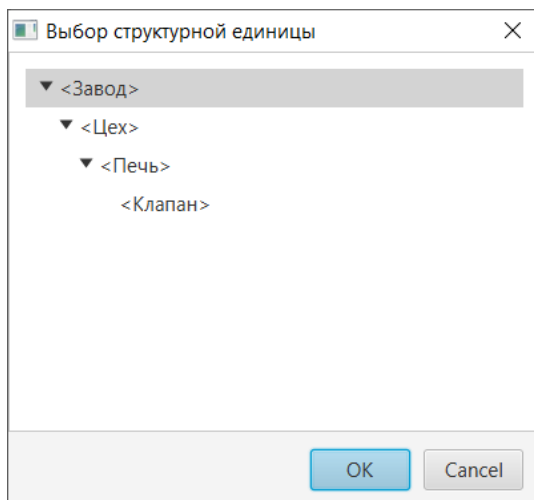 Выбор структурной единицы
<Завод>
<Цех>
<Печь>
<Клапан>
OK Cancel